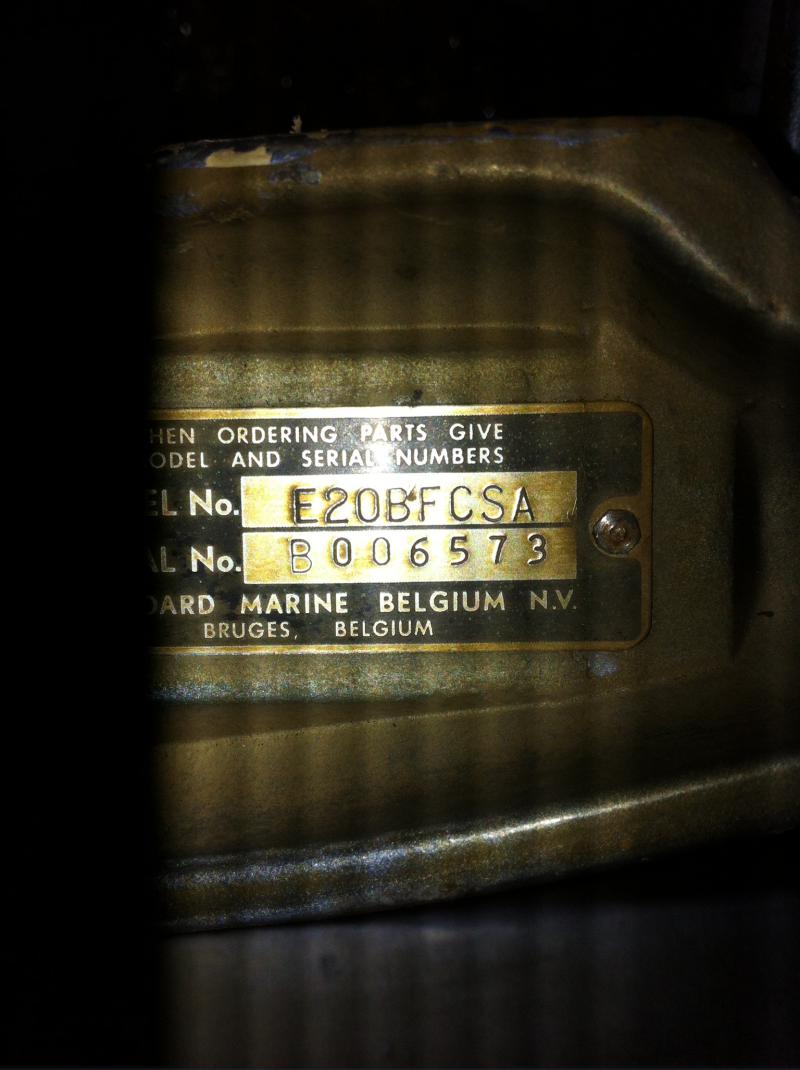 HEN ORDERING PARTS GIVE
ODEL AND SERIAL NUMBERS
EL No. E20BFCSA
AL No. B006573
DARD MARINE BELGIUM N.V.
BRUGES, BELGIUM